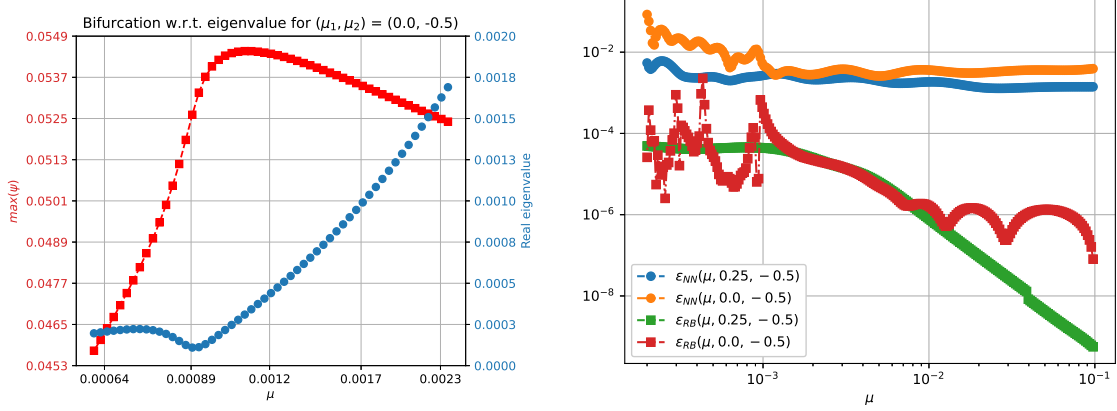 Bifurcation w.r.t. eigenvalue for (μ₁, μ₂) = (0.0, -0.5)
max(ψ)
0.0549
0.0537
0.0525
0.0513
0.0501
0.0489
0.0477
0.0465
0.0453
0.0020
0.0018
0.0015
0.0013
0.0010
0.0008
0.0005
0.0003
0.0000
Real eigenvalue
0.00064 0.00089 0.0012 0.0017 0.0023
μ
10⁻²
10⁻⁴
10⁻⁶
10⁻⁸
ε_NN(μ, 0.25, −0.5)
ε_NN(μ, 0.0, −0.5)
ε_RB(μ, 0.25, −0.5)
ε_RB(μ, 0.0, −0.5)
10⁻³ 10⁻² 10⁻¹
μ